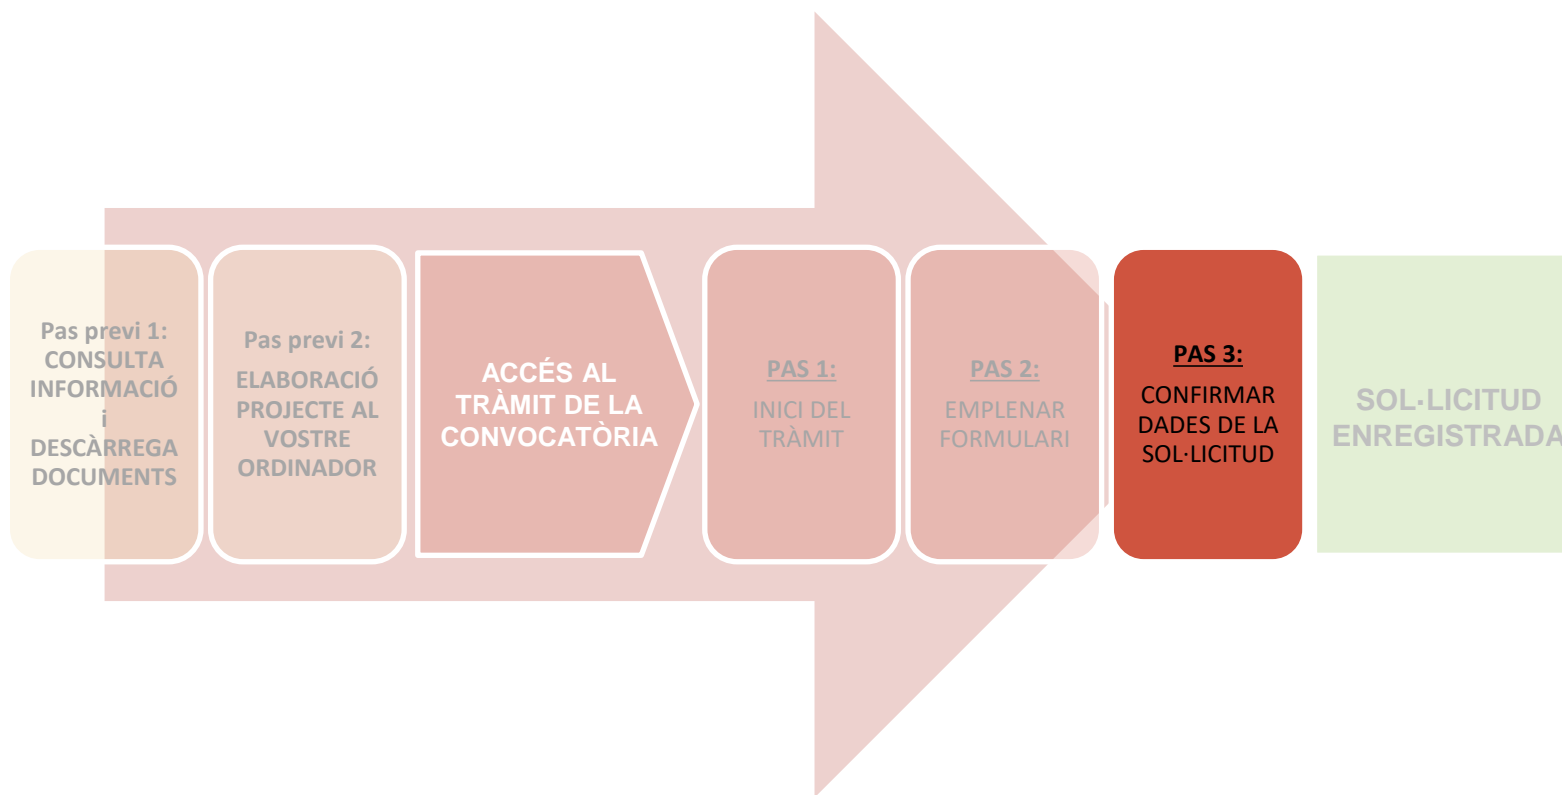 Pas previ 1:
CONSULTA
INFORMACIÓ
i
DESCÀRREGA
DOCUMENTS
Pas previ 2:
ELABORACIÓ
PROJECTE AL
VOSTRE
ORDINADOR
ACCÉS AL
TRÀMIT DE LA
CONVOCATÒRIA
PAS 1:
INICI DEL
TRÀMIT
PAS 2:
EMPLENAR
FORMULARI
PAS 3:
CONFIRMAR
DADES DE LA
SOL·LICITUD
SOL·LICITUD
ENREGISTRADA